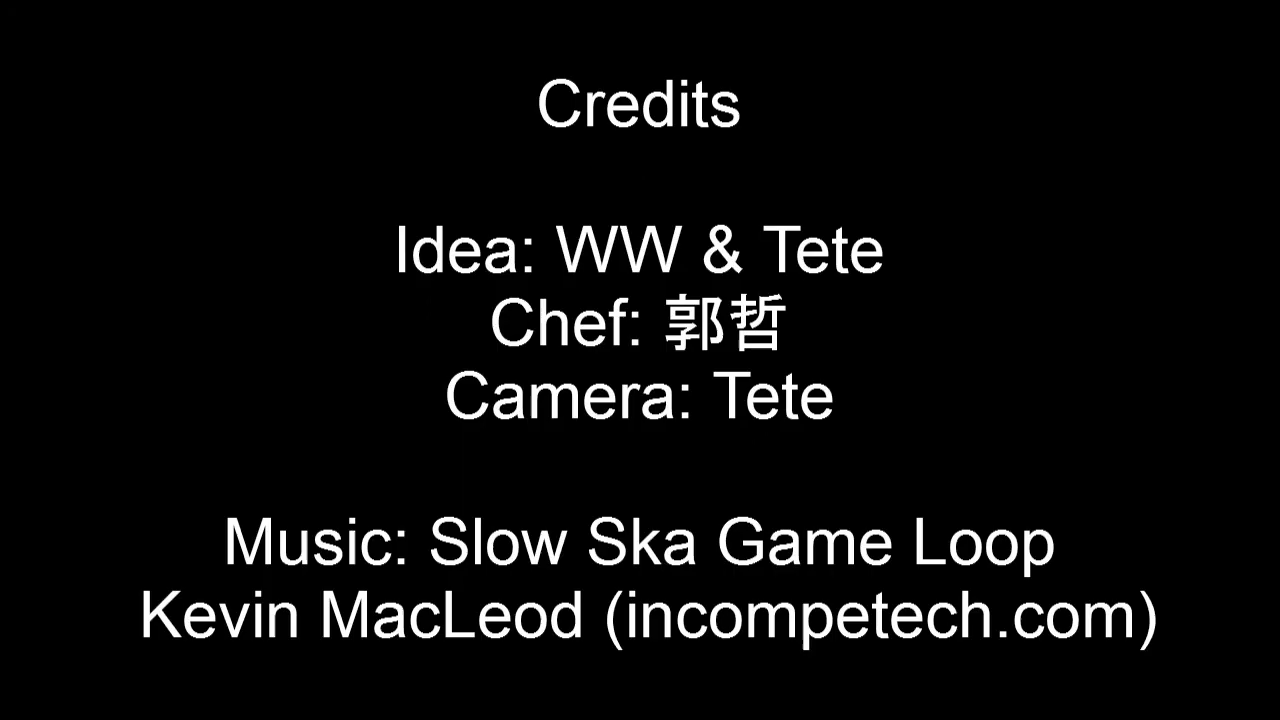 Credits
Idea: WW & Tete
Chef: 郭哲
Camera: Tete
Music: Slow Ska Game Loop
Kevin MacLeod (incompetech.com)